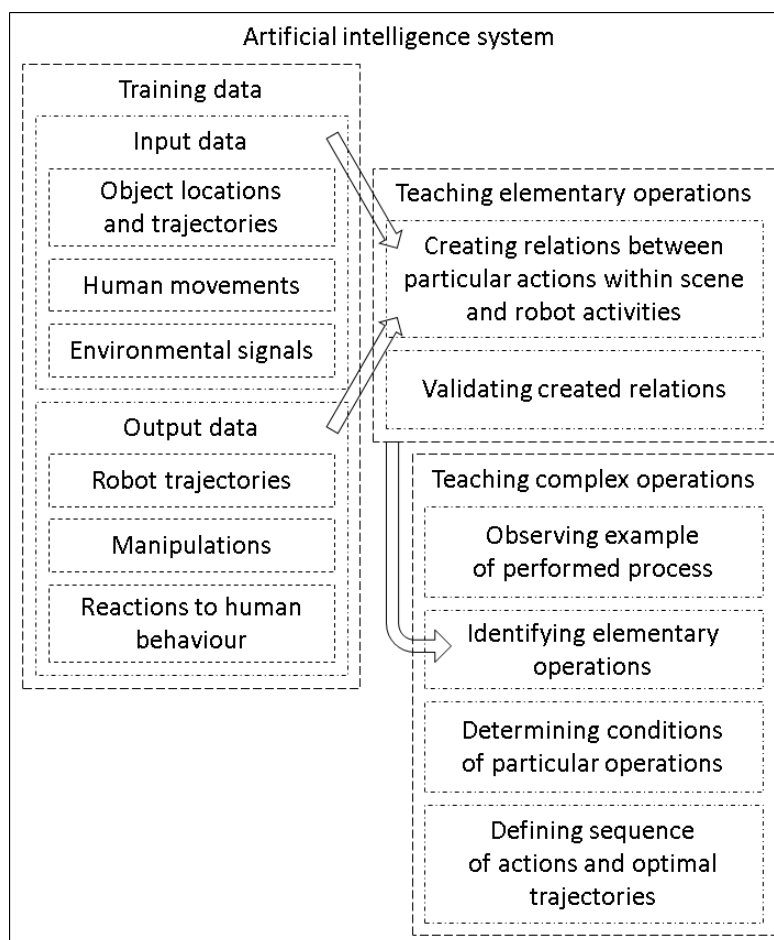 Artificial intelligence system
Training data
Input data
Object locations
and trajectories
Human movements
Environmental signals
Output data
Robot trajectories
Manipulations
Reactions to human
behaviour
Teaching elementary operations
Creating relations between
particular actions within scene
and robot activities
Validating created relations
Teaching complex operations
Observing example
of performed process
Identifying elementary
operations
Determining conditions
of particular operations
Defining sequence
of actions and optimal
trajectories